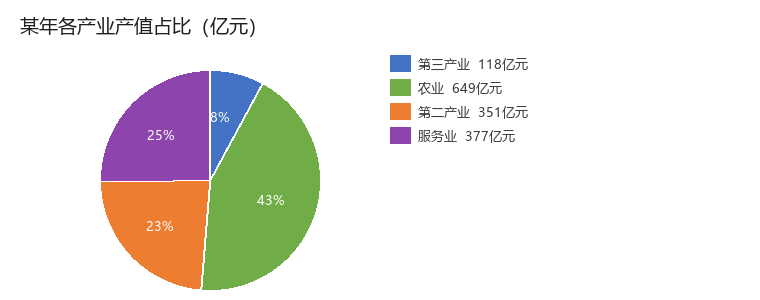 某年各产业产值占比（亿元）
第三产业 118亿元
农业 649亿元
第二产业 351亿元
服务业 377亿元
8%
25%
43%
23%